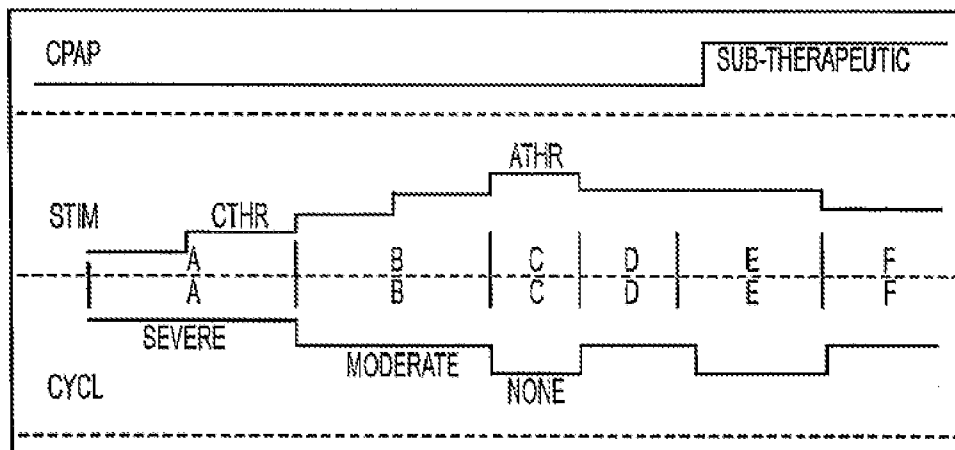 CPAP
SUB-THERAPEUTIC
ATHR
STIM CTHR
A B C D E F
A B C D E F
SEVERE
MODERATE
CYCL NONE